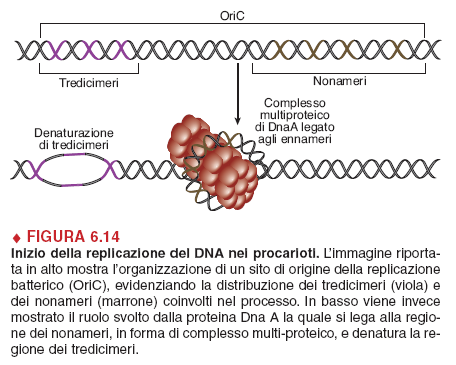 OriC
Tredicimeri
Nonameri
Complesso
multiproteico
di DnaA legato
agli ennameri
Denaturazione
di tredicimeri
♦ FIGURA 6.14
Inizio della replicazione del DNA nei procarioti. L'immagine riporta-
ta in alto mostra l'organizzazione di un sito di origine della replicazione
batterico (OriC), evidenziando la distribuzione dei tredicimeri (viola) e
dei nonameri (marrone) coinvolti nel processo. In basso viene invece
mostrato il ruolo svolto dalla proteina Dna A la quale si lega alla regio-
ne dei nonameri, in forma di complesso multi-proteico, e denatura la re-
gione dei tredicimeri.